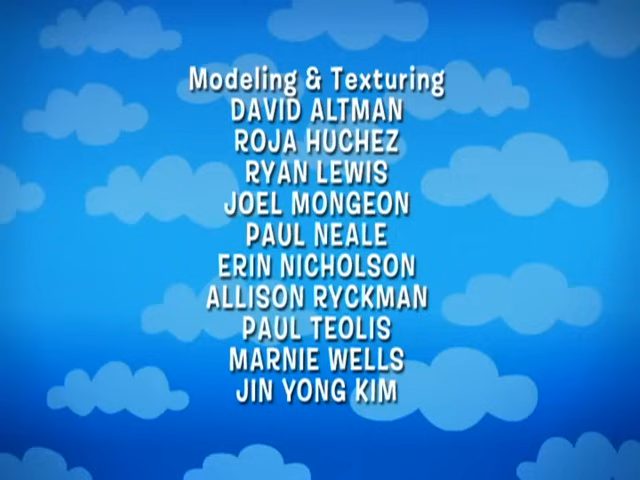 Modeling & Texturing
DAVID ALTMAN
ROJA HUCHEZ
RYAN LEWIS
JOEL MONGEON
PAUL NEALE
ERIN NICHOLSON
ALLISON RYCKMAN
PAUL TEOLIS
MARNIE WELLS
JIN YONG KIM